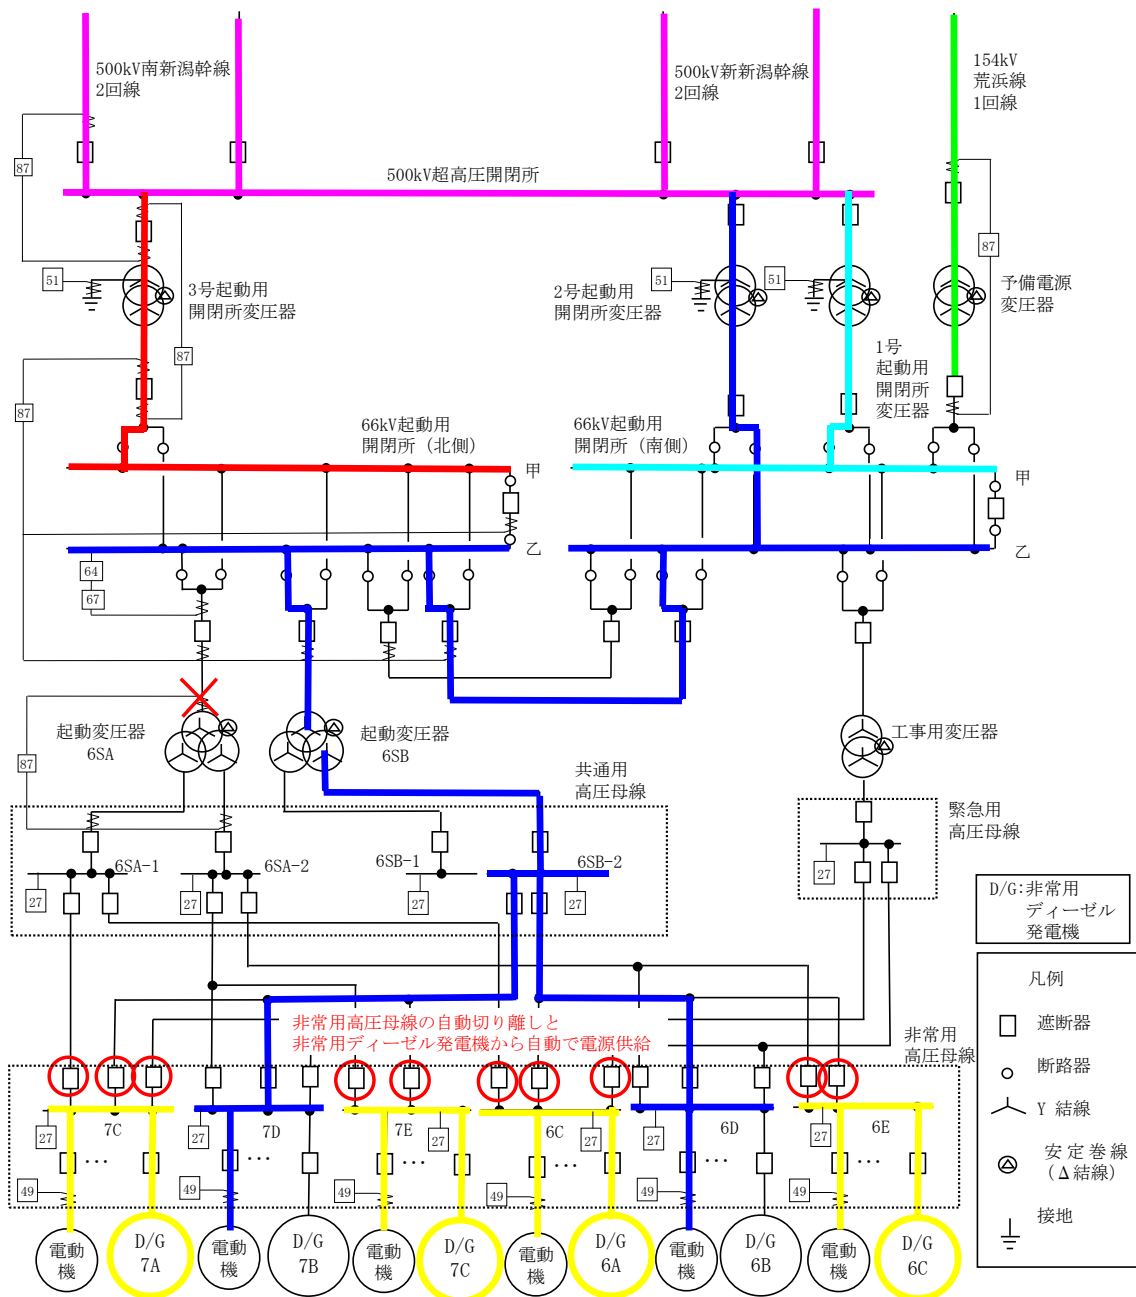 500kV南新潟幹線
2回線
500kV新新潟幹線
2回線
154kV
荒浜線
1回線
87
500kV超高圧開閉所
87
51
3号起動用
開閉所変圧器
51
2号起動用
開閉所変圧器
51
予備電源
変圧器
87
1号
起動用
開閉所
変圧器
87
66kV起動用
開閉所（北側）
66kV起動用
開閉所（南側）
甲
甲
乙
乙
64
67
起動変圧器
6SA
起動変圧器
6SB
工事用変圧器
87
共通用
高圧母線
緊急用
高圧母線
6SA-1
6SA-2
6SB-1
6SB-2
27
27
27
27
27
D/G:非常用
ディーゼル
発電機
凡例
遮断器
断路器
Y 結線
安定巻線
(Δ結線)
接地
非常用高圧母線の自動切り離しと
非常用ディーゼル発電機から自動で電源供給
非常用
高圧母線
7C
7D
7E
6C
6D
6E
27
27
27
27
27
27
…
…
…
…
…
…
49
49
49
49
49
49
電動
機
D/G
7A
電動
機
D/G
7B
電動
機
D/G
7C
電動
機
D/G
6A
電動
機
D/G
6B
電動
機
D/G
6C